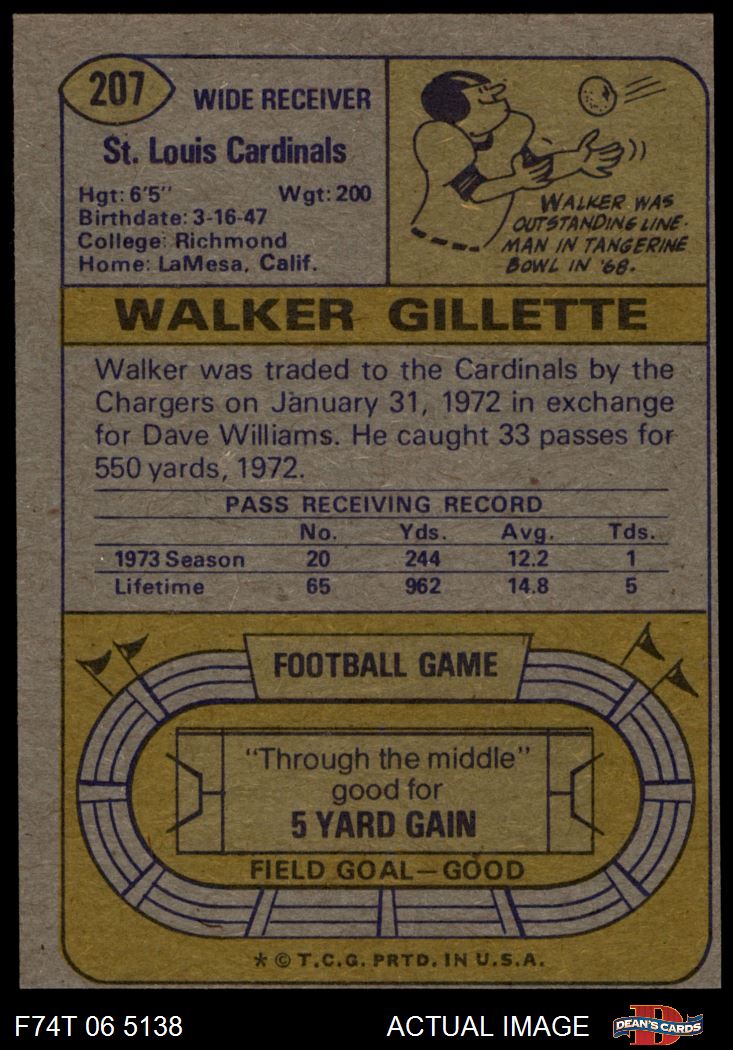 207
WIDE RECEIVER
St. Louis Cardinals
Hgt: 6'5" Wgt: 200
Birthdate: 3-16-47
College: Richmond
Home: LaMesa, Calif.
WALKER WAS
OUTSTANDING LINE-
MAN IN TANGERINE
BOWL IN '68.
WALKER GILLETTE
Walker was traded to the Cardinals by the
Chargers on January 31, 1972 in exchange
for Dave Williams. He caught 33 passes for
550 yards, 1972.
PASS RECEIVING RECORD
No. Yds. Avg. Tds.
1973 Season 20 244 12.2 1
Lifetime 65 962 14.8 5
FOOTBALL GAME
"Through the middle"
good for
5 YARD GAIN
FIELD GOAL—GOOD
* © T.C.G. PRTD. IN U.S.A.
F74T 06 5138 ACTUAL IMAGE D DEAN'S CARDS